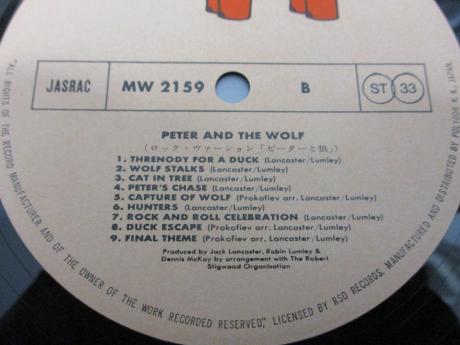 JASRAC
MW 2159
B
ST 33
PETER AND THE WOLF
(ロック・ヴァージョン「ピーターと狼」)
1. THRENODY FOR A DUCK (Lancaster/Lumley)
2. WOLF STALKS (Lancaster/Lumley)
3. CAT IN TREE (Lancaster/Lumley)
4. PETER'S CHASE (Lancaster/Lumley)
5. CAPTURE OF WOLF (Prokofiev arr. Lancaster/Lumley)
6. HUNTERS (Lancaster/Lumley)
7. ROCK AND ROLL CELEBRATION (Lancaster/Lumley)
8. DUCK ESCAPE (Prokofiev arr. Lancaster/Lumley)
9. FINAL THEME (Prokofiev arr. Lancaster/Lumley)
Produced by Jack Lancaster, Robin Lumley &
Dennis McKay by arrangement with The Robert
Stigwood Organisation
"ALL RIGHTS OF THE RECORD MANUFACTURER AND OF THE OWNER OF THE WORK RECORDED RESERVED", LICENSED BY RSO RECORDS. MANUFACTURED AND DISTRIBUTED BY POLYDOR K. K., JAPAN.